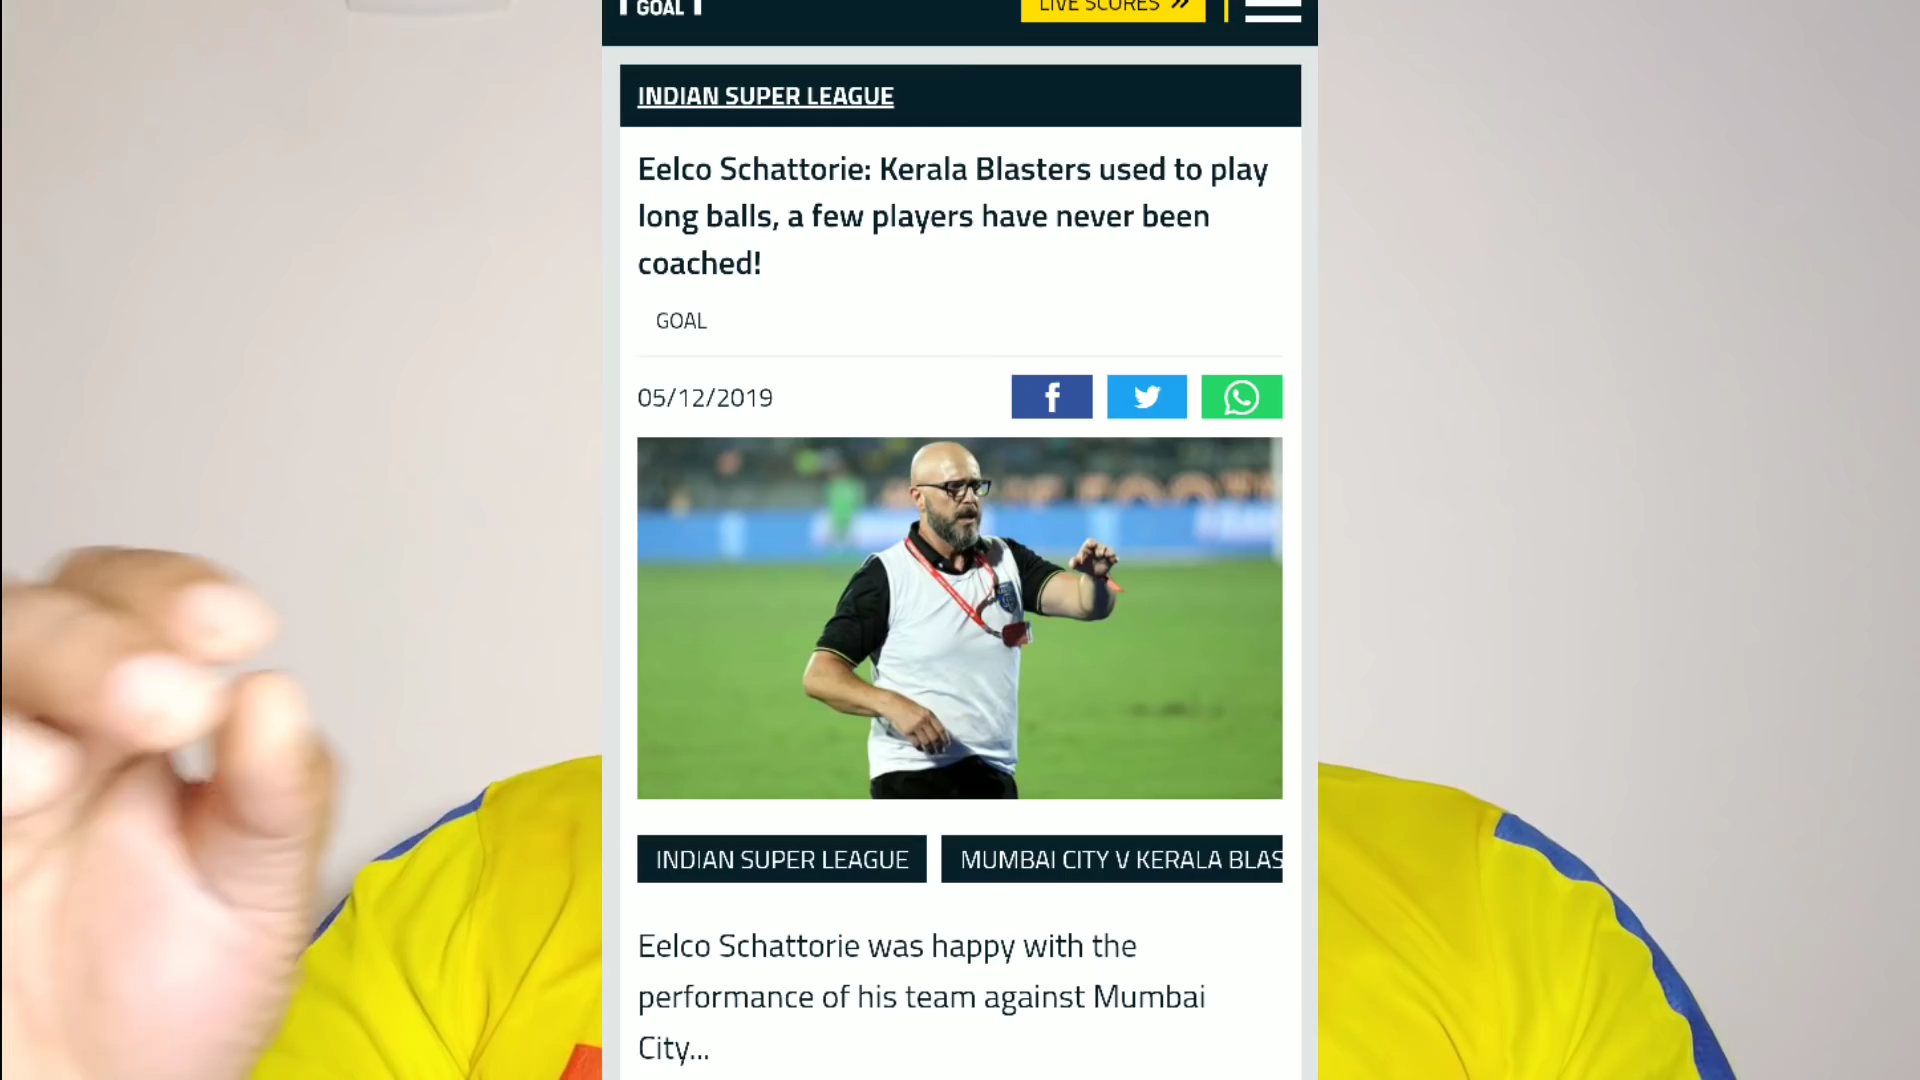 GOAL
LIVE SCORES
INDIAN SUPER LEAGUE
Eelco Schattorie: Kerala Blasters used to play
long balls, a few players have never been
coached!
GOAL
05/12/2019
INDIAN SUPER LEAGUE
MUMBAI CITY V KERALA BLAS
Eelco Schattorie was happy with the
performance of his team against Mumbai
City...